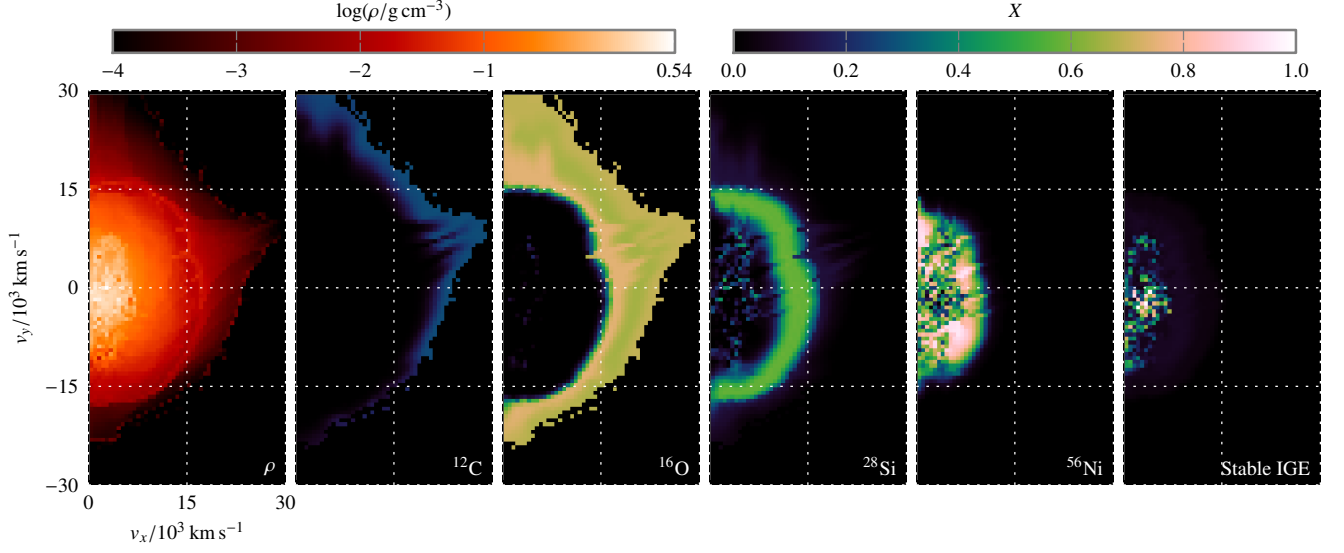 log(ρ/g cm⁻³) X
−4 −3 −2 −1 0.54 0.0 0.2 0.4 0.6 0.8 1.0
30
15
0
−15
−30
v_y/10³ km s⁻¹
ρ ¹²C ¹⁶O ²⁸Si ⁵⁶Ni Stable IGE
0 15 30
v_x/10³ km s⁻¹